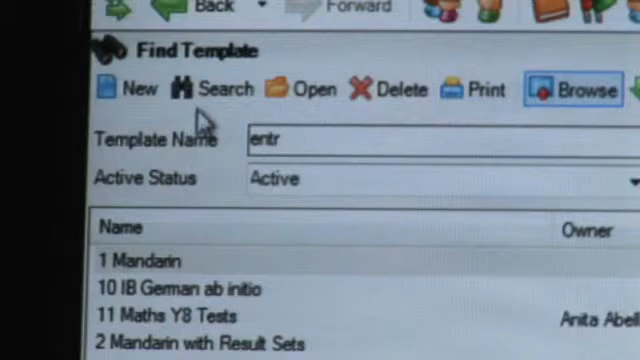 Back Forward
Find Template
New Search Open Delete Print Browse
Template Name entr
Active Status Active
Name Owner
1 Mandarin
10 IB German ab initio
11 Maths Y8 Tests Anita Abell
2 Mandarin with Result Sets